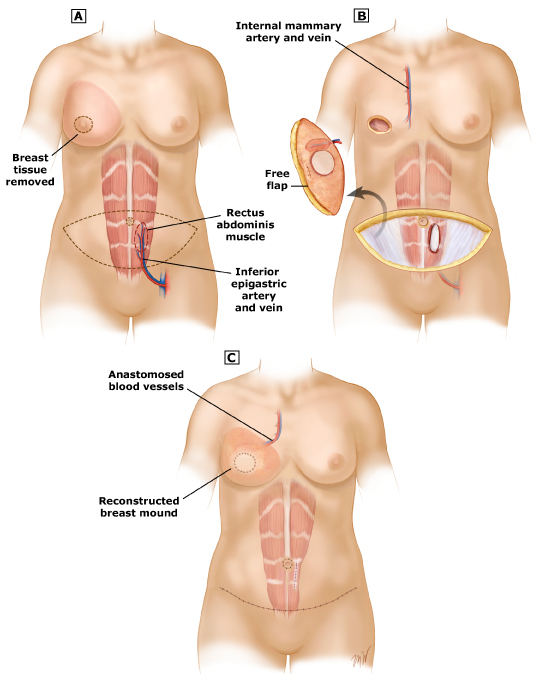 A
Breast
tissue
removed
Rectus
abdominis
muscle
Inferior
epigastric
artery
and vein
B
Internal mammary
artery and vein
Free
flap
C
Anastomosed
blood vessels
Reconstructed
breast mound